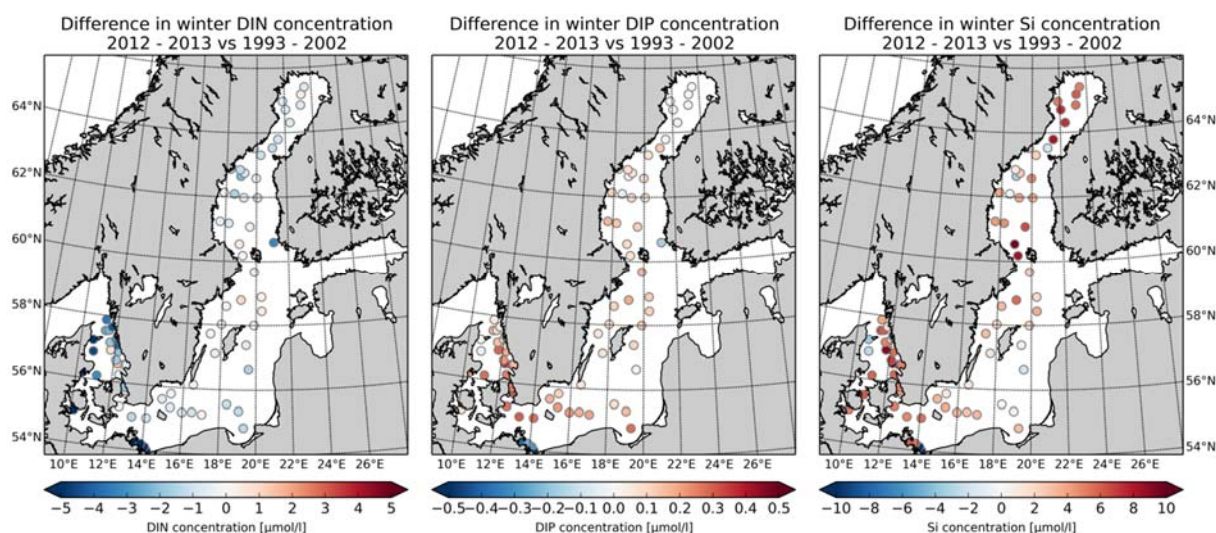 Difference in winter DIN concentration
2012 - 2013 vs 1993 - 2002
64°N
62°N
60°N
58°N
56°N
54°N
10°E 12°E 14°E 16°E 18°E 20°E 22°E 24°E 26°E
−5 −4 −3 −2 −1 0 1 2 3 4 5
DIN concentration [µmol/l]
Difference in winter DIP concentration
2012 - 2013 vs 1993 - 2002
10°E 12°E 14°E 16°E 18°E 20°E 22°E 24°E 26°E
−0.5 −0.4 −0.3 −0.2 −0.1 0.0 0.1 0.2 0.3 0.4 0.5
DIP concentration [µmol/l]
Difference in winter Si concentration
2012 - 2013 vs 1993 - 2002
64°N
62°N
60°N
58°N
56°N
54°N
10°E 12°E 14°E 16°E 18°E 20°E 22°E 24°E 26°E
−10 −8 −6 −4 −2 0 2 4 6 8 10
Si concentration [µmol/l]